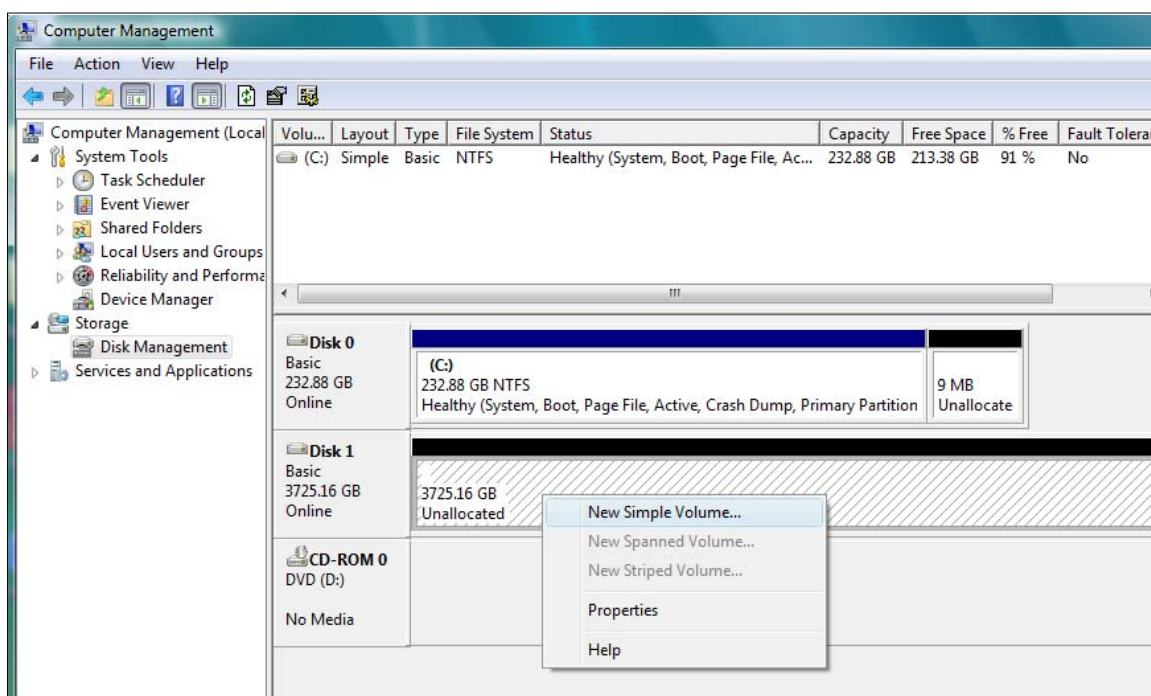 Computer Management
File Action View Help
Computer Management (Local
System Tools
Task Scheduler
Event Viewer
Shared Folders
Local Users and Groups
Reliability and Performa
Device Manager
Storage
Disk Management
Services and Applications
Volu... Layout Type File System Status Capacity Free Space % Free Fault Tolera
(C:) Simple Basic NTFS Healthy (System, Boot, Page File, Ac... 232.88 GB 213.38 GB 91 % No
Disk 0
Basic
232.88 GB
Online
(C:)
232.88 GB NTFS
Healthy (System, Boot, Page File, Active, Crash Dump, Primary Partition
9 MB
Unallocate
Disk 1
Basic
3725.16 GB
Online
3725.16 GB
Unallocated
New Simple Volume...
New Spanned Volume...
New Striped Volume...
Properties
Help
CD-ROM 0
DVD (D:)
No Media